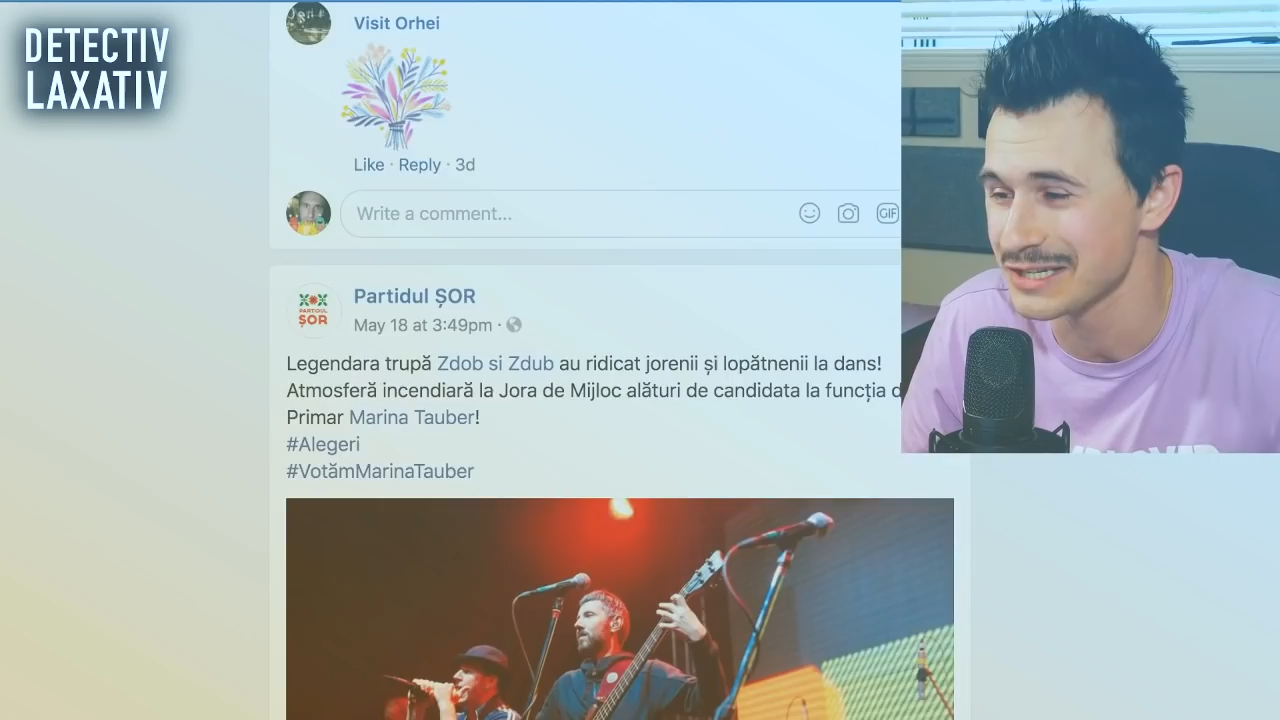 DETECTIV
LAXATIV
Visit Orhei
Like · Reply · 3d
Write a comment...
GIF
Partidul ȘOR
PARTIDUL
ȘOR
May 18 at 3:49pm ·
Legendara trupă Zdob si Zdub au ridicat jorenii și lopătnenii la dans!
Atmosferă incendiară la Jora de Mijloc alături de candidata la funcția d
Primar Marina Tauber!
#Alegeri
#VotămMarinaTauber